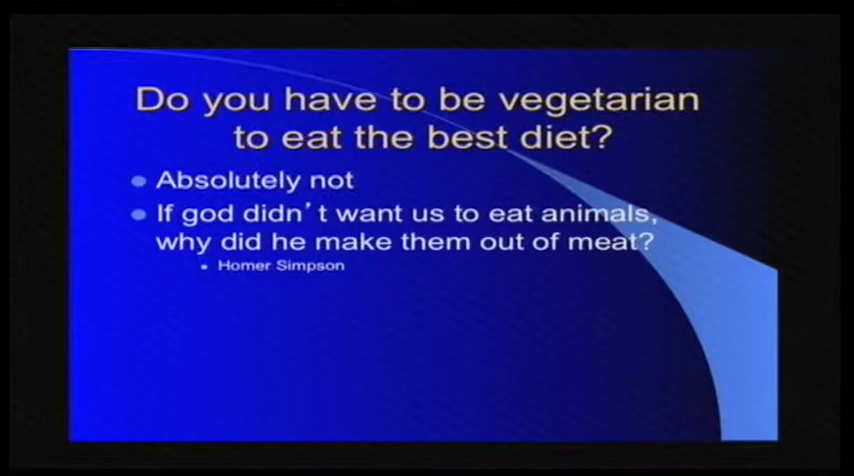 Do you have to be vegetarian
to eat the best diet?
Absolutely not
If god didn't want us to eat animals,
why did he make them out of meat?
Homer Simpson